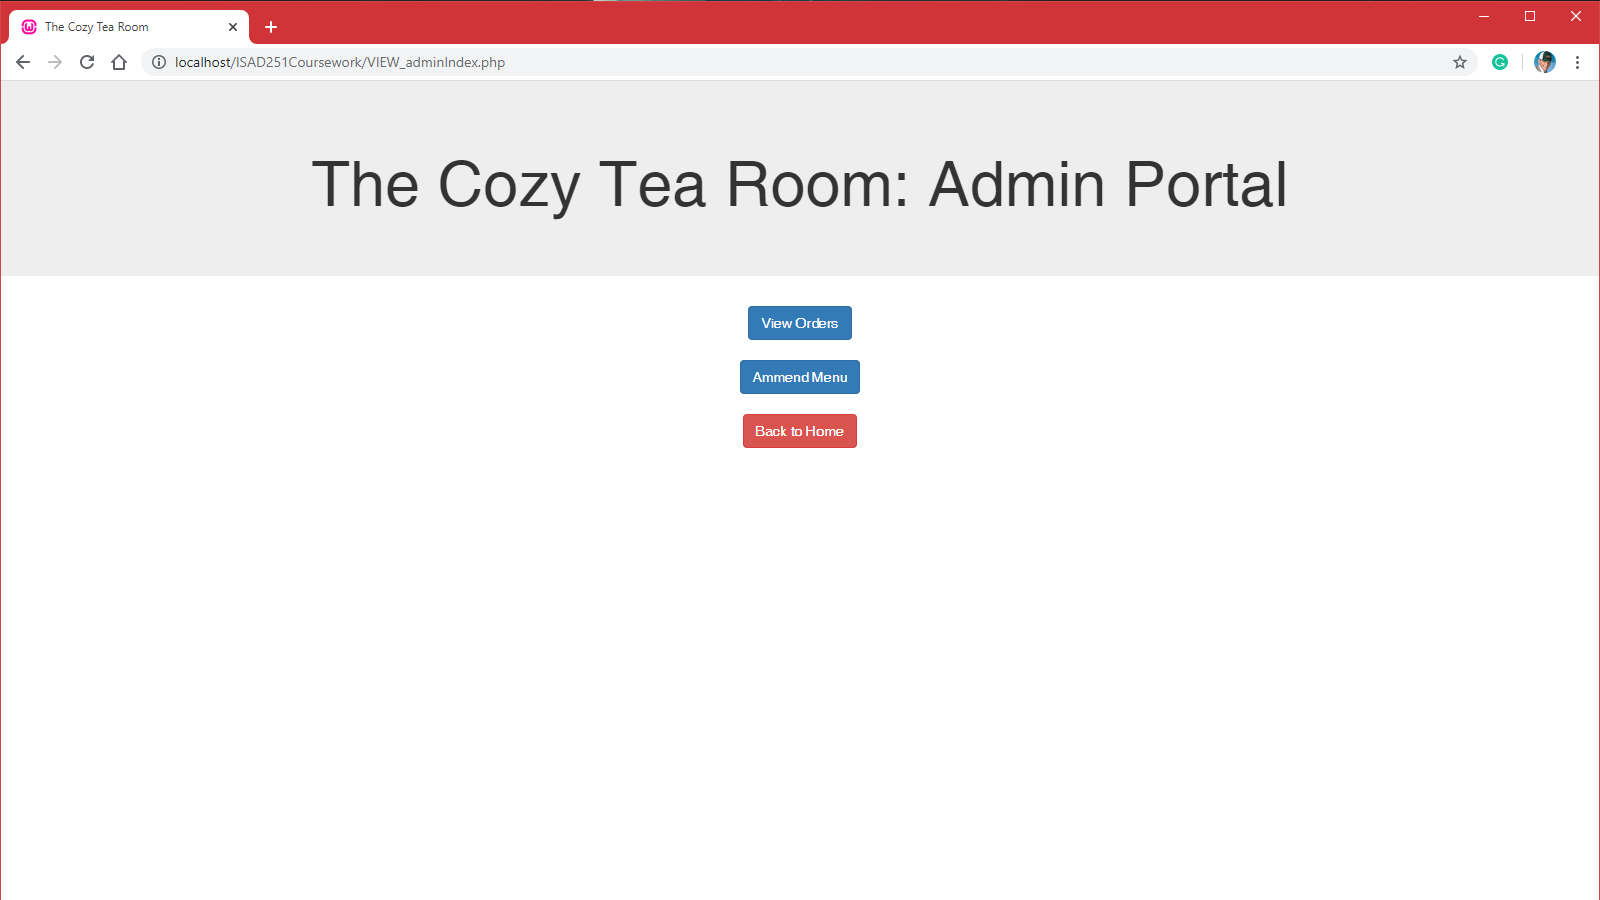 The Cozy Tea Room
localhost/ISAD251Coursework/VIEW_adminIndex.php
The Cozy Tea Room: Admin Portal
View Orders
Ammend Menu
Back to Home